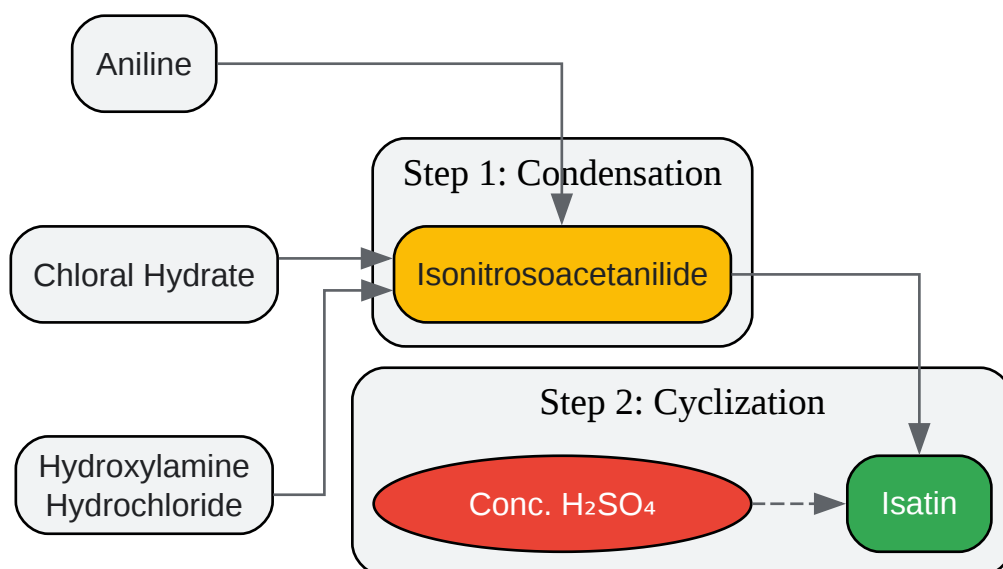 Aniline
Step 1: Condensation
Chloral Hydrate
Isonitrosoacetanilide
Step 2: Cyclization
Hydroxylamine
Hydrochloride
Conc. H₂SO₄
Isatin